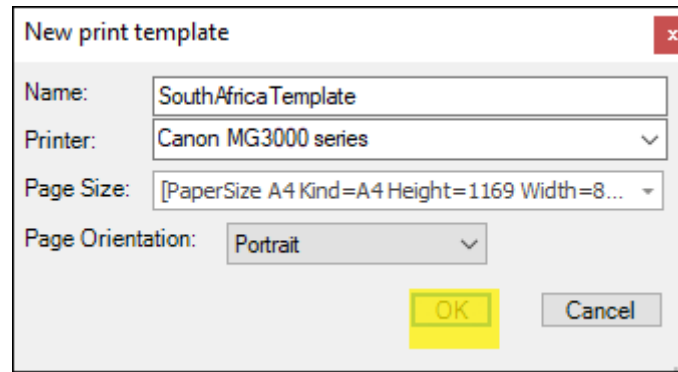 New print template
x
Name: SouthAfricaTemplate
Printer: Canon MG3000 series
Page Size: [PaperSize A4 Kind=A4 Height=1169 Width=8...
Page Orientation: Portrait
OK Cancel